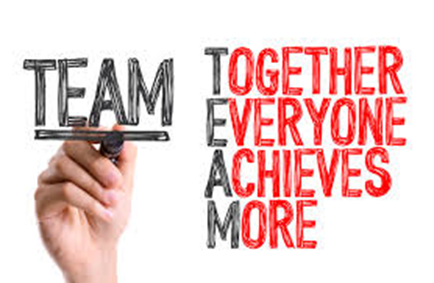 TEAM
TOGETHER
EVERYONE
ACHIEVES
MORE